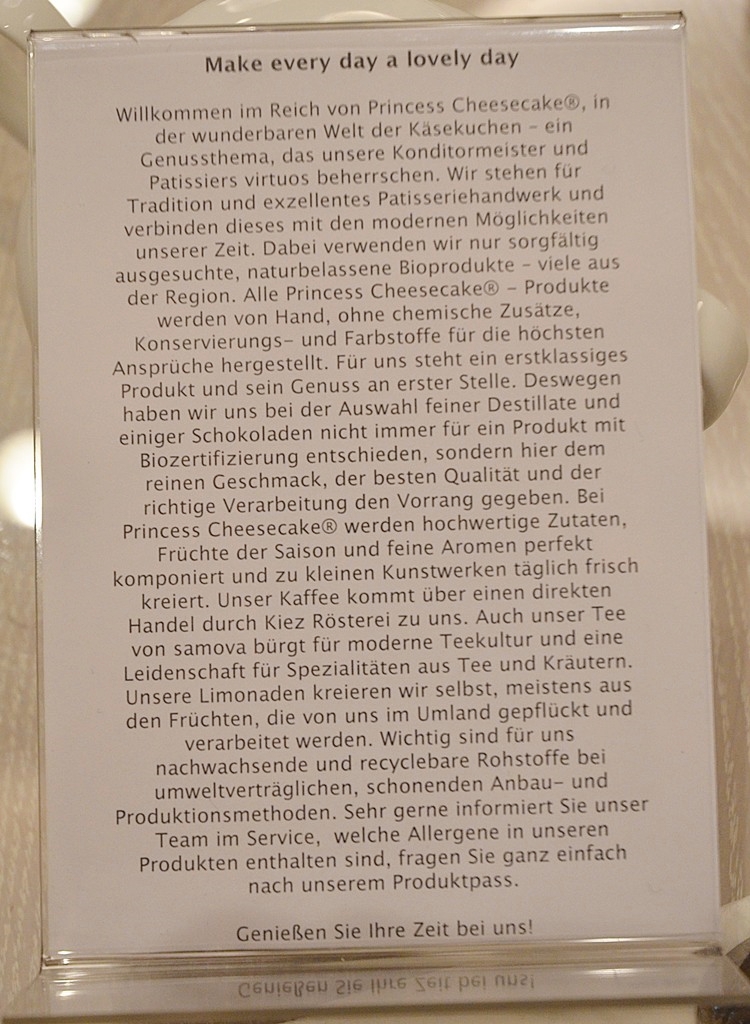 Make every day a lovely day
Willkommen im Reich von Princess Cheesecake®, in
der wunderbaren Welt der Käsekuchen – ein
Genussthema, das unsere Konditormeister und
Patissiers virtuos beherrschen. Wir stehen für
Tradition und exzellentes Patisseriehandwerk und
verbinden dieses mit den modernen Möglichkeiten
unserer Zeit. Dabei verwenden wir nur sorgfältig
ausgesuchte, naturbelassene Bioprodukte – viele aus
der Region. Alle Princess Cheesecake® – Produkte
werden von Hand, ohne chemische Zusätze,
Konservierungs- und Farbstoffe für die höchsten
Ansprüche hergestellt. Für uns steht ein erstklassiges
Produkt und sein Genuss an erster Stelle. Deswegen
haben wir uns bei der Auswahl feiner Destillate und
einiger Schokoladen nicht immer für ein Produkt mit
Biozertifizierung entschieden, sondern hier dem
reinen Geschmack, der besten Qualität und der
richtige Verarbeitung den Vorrang gegeben. Bei
Princess Cheesecake® werden hochwertige Zutaten,
Früchte der Saison und feine Aromen perfekt
komponiert und zu kleinen Kunstwerken täglich frisch
kreiert. Unser Kaffee kommt über einen direkten
Handel durch Kiez Rösterei zu uns. Auch unser Tee
von samova bürgt für moderne Teekultur und eine
Leidenschaft für Spezialitäten aus Tee und Kräutern.
Unsere Limonaden kreieren wir selbst, meistens aus
den Früchten, die von uns im Umland gepflückt und
verarbeitet werden. Wichtig sind für uns
nachwachsende und recyclebare Rohstoffe bei
umweltverträglichen, schonenden Anbau- und
Produktionsmethoden. Sehr gerne informiert Sie unser
Team im Service, welche Allergene in unseren
Produkten enthalten sind, fragen Sie ganz einfach
nach unserem Produktpass.
Genießen Sie Ihre Zeit bei uns!